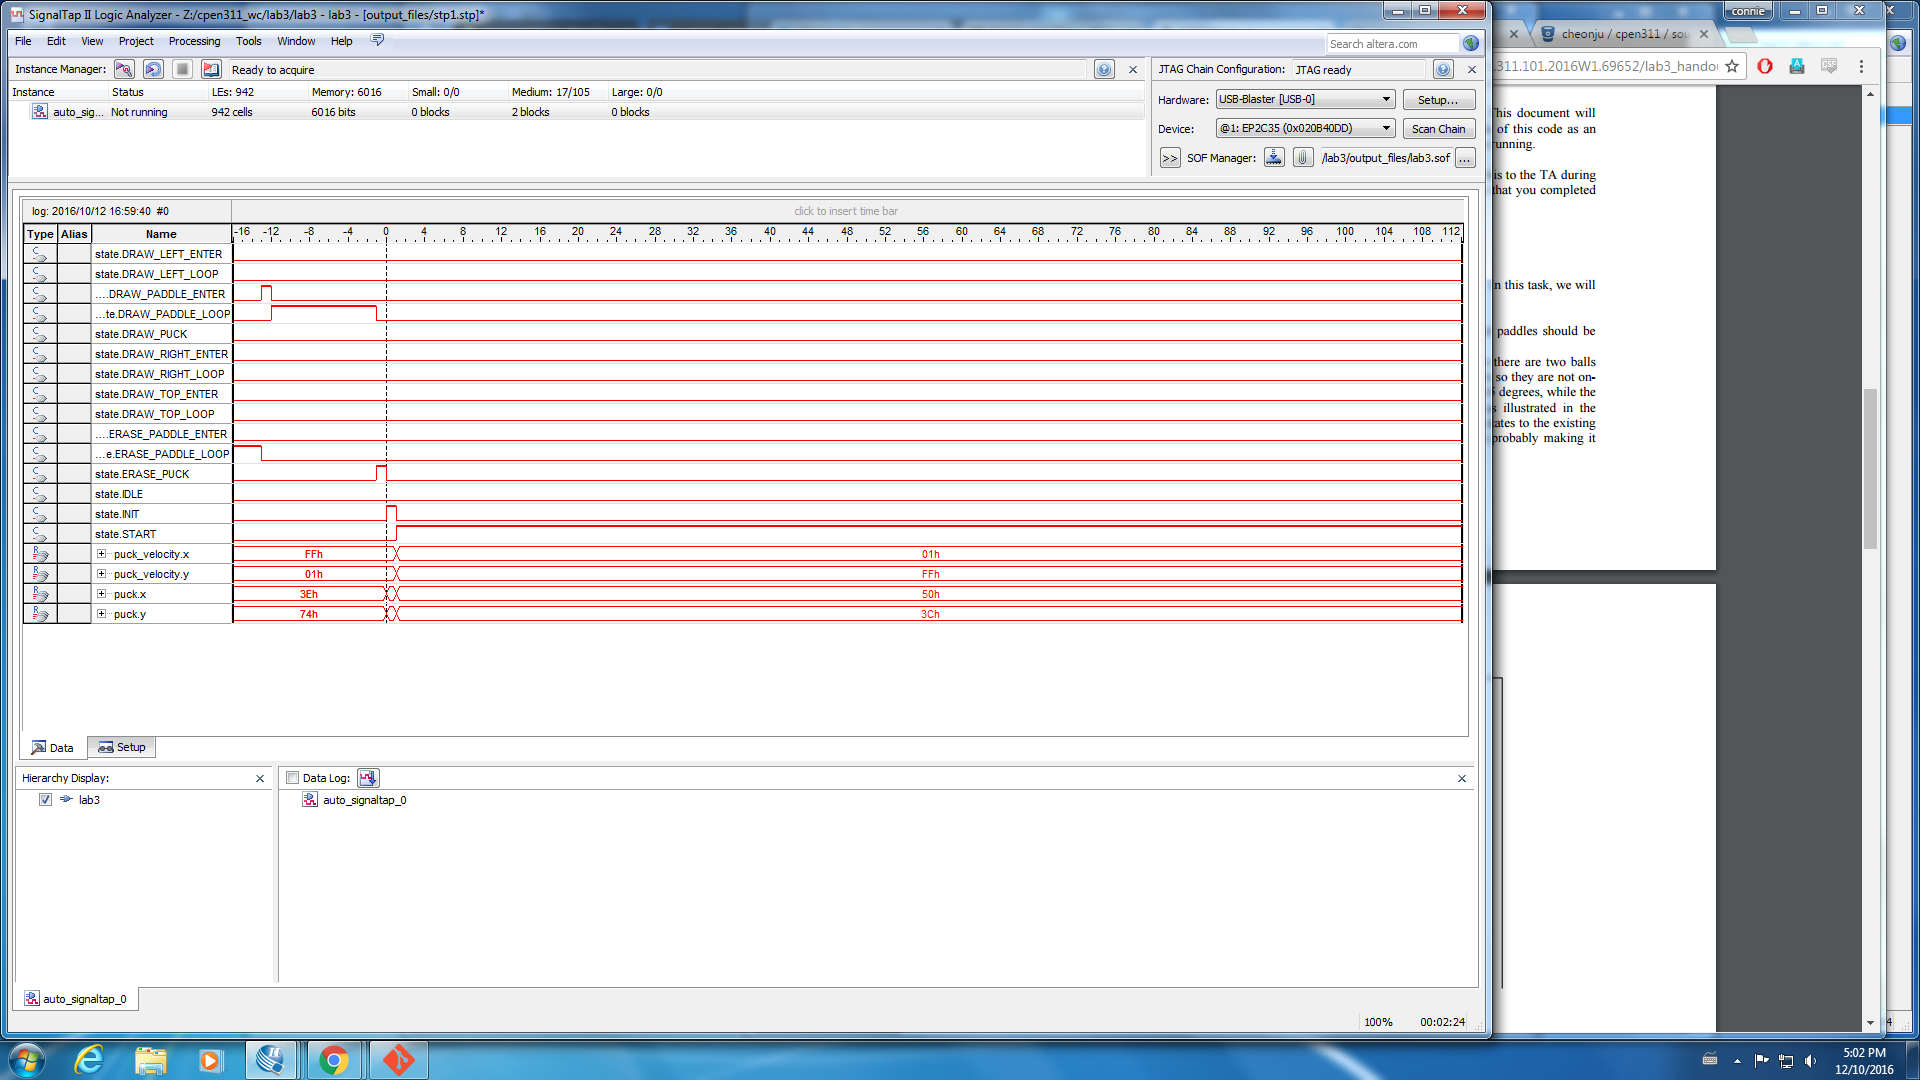 SignalTap II Logic Analyzer - Z:/cpen311_wc/lab3/lab3 - lab3 - [output_files/stp1.stp]*
connie
File Edit View Project Processing Tools Window Help
Search altera.com
cheonju / cpen311 / sou
.311.101.2016W1.69652/lab3_handou
Instance Manager: Ready to acquire
JTAG Chain Configuration: JTAG ready
Instance Status LEs: 942 Memory: 6016 Small: 0/0 Medium: 17/105 Large: 0/0
auto_sig... Not running 942 cells 6016 bits 0 blocks 2 blocks 0 blocks
Hardware: USB-Blaster [USB-0] Setup...
Device: @1: EP2C35 (0x020B40DD) Scan Chain
>> SOF Manager: /lab3/output_files/lab3.sof ...
log: 2016/10/12 16:59:40 #0 click to insert time bar
Type Alias Name -16 -12 -8 -4 0 4 8 12 16 20 24 28 32 36 40 44 48 52 56 60 64 68 72 76 80 84 88 92 96 100 104 108 112
state.DRAW_LEFT_ENTER
state.DRAW_LEFT_LOOP
....DRAW_PADDLE_ENTER
...te.DRAW_PADDLE_LOOP
state.DRAW_PUCK
state.DRAW_RIGHT_ENTER
state.DRAW_RIGHT_LOOP
state.DRAW_TOP_ENTER
state.DRAW_TOP_LOOP
....ERASE_PADDLE_ENTER
...e.ERASE_PADDLE_LOOP
state.ERASE_PUCK
state.IDLE
state.INIT
state.START
puck_velocity.x FFh 01h
puck_velocity.y 01h FFh
puck.x 3Eh 50h
puck.y 74h 3Ch
Data Setup
Hierarchy Display:
lab3
Data Log:
auto_signaltap_0
auto_signaltap_0
100% 00:02:24
This document will
of this code as an
running.
is to the TA during
that you completed
n this task, we will
paddles should be
there are two balls
so they are not on-
degrees, while the
illustrated in the
ates to the existing
probably making it
5:02 PM
12/10/2016